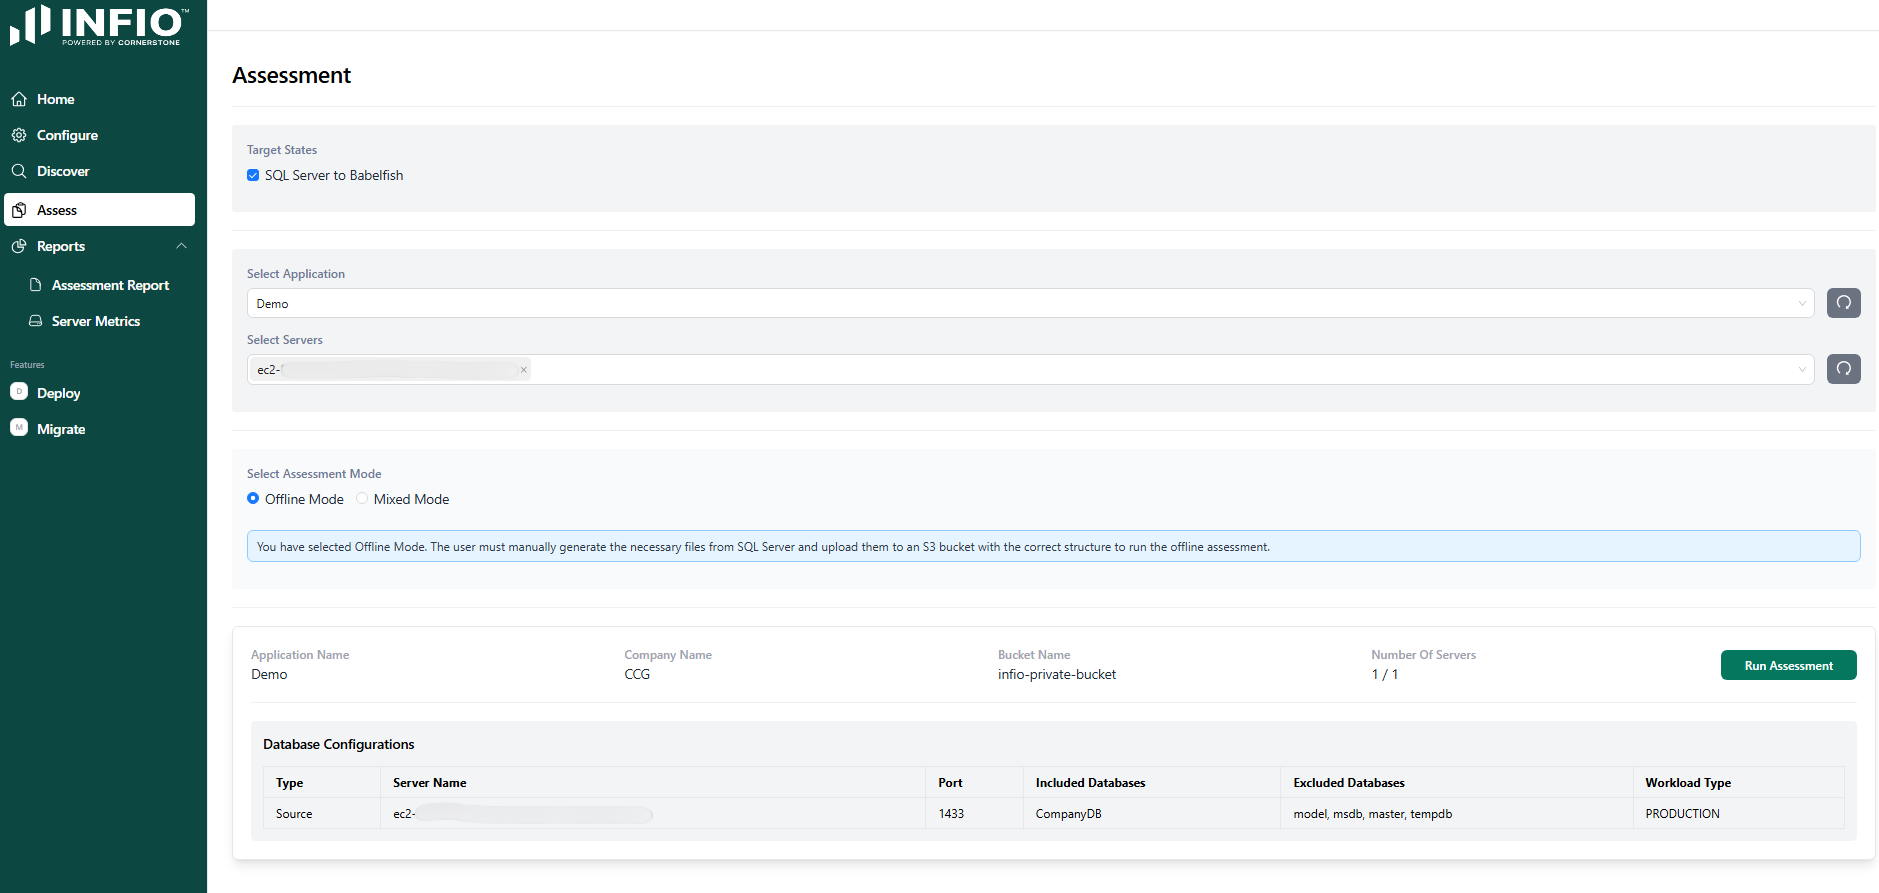 INFIO™
POWERED BY CORNERSTONE
Home
Configure
Discover
Assess
Reports
Assessment Report
Server Metrics
Features
D Deploy
M Migrate
Assessment
Target States
SQL Server to Babelfish
Select Application
Demo
Select Servers
ec2-
Select Assessment Mode
Offline Mode Mixed Mode
You have selected Offline Mode. The user must manually generate the necessary files from SQL Server and upload them to an S3 bucket with the correct structure to run the offline assessment.
Application Name Company Name Bucket Name Number Of Servers
Demo CCG infio-private-bucket 1 / 1
Run Assessment
Database Configurations
Type Server Name Port Included Databases Excluded Databases Workload Type
Source ec2- 1433 CompanyDB model, msdb, master, tempdb PRODUCTION